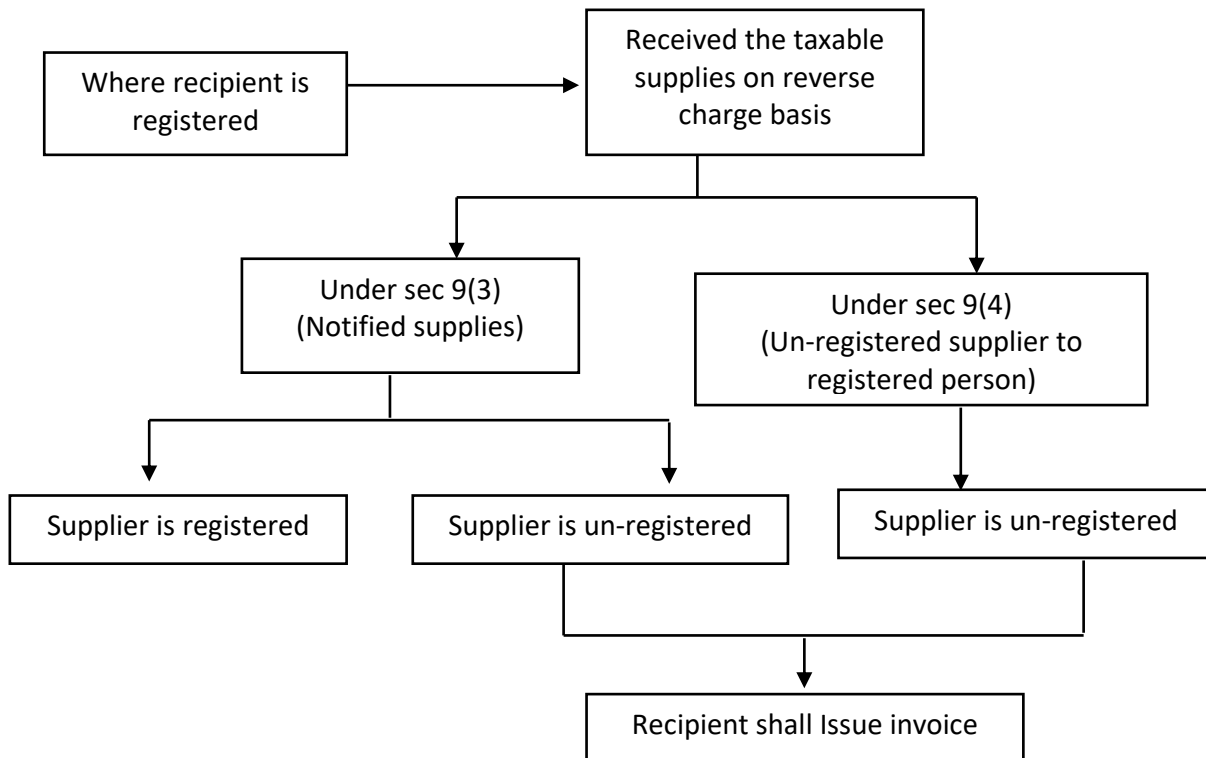 Where recipient is
registered
Received the taxable
supplies on reverse
charge basis
Under sec 9(3)
(Notified supplies)
Under sec 9(4)
(Un-registered supplier to
registered person)
Supplier is registered
Supplier is un-registered
Supplier is un-registered
Recipient shall Issue invoice